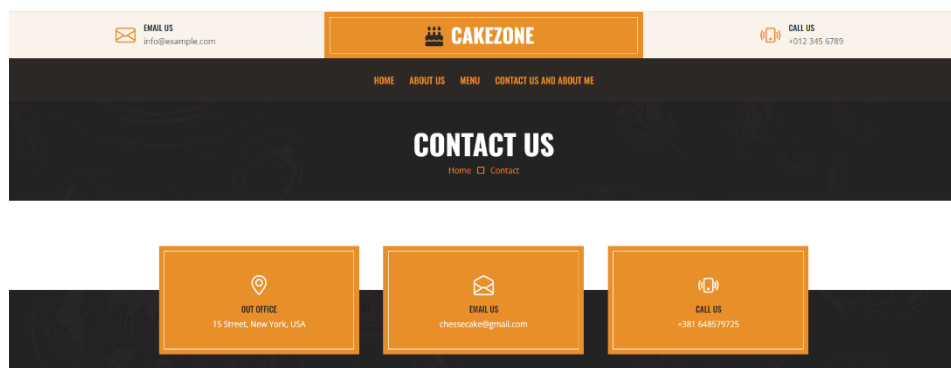 EMAIL US
info@example.com
CAKEZONE
CALL US
+012 345 6789
HOME ABOUT US MENU CONTACT US AND ABOUT ME
CONTACT US
Home Contact
OUT OFFICE
15 Street, New York, USA
EMAIL US
chessecake@gmail.com
CALL US
+381 648579725